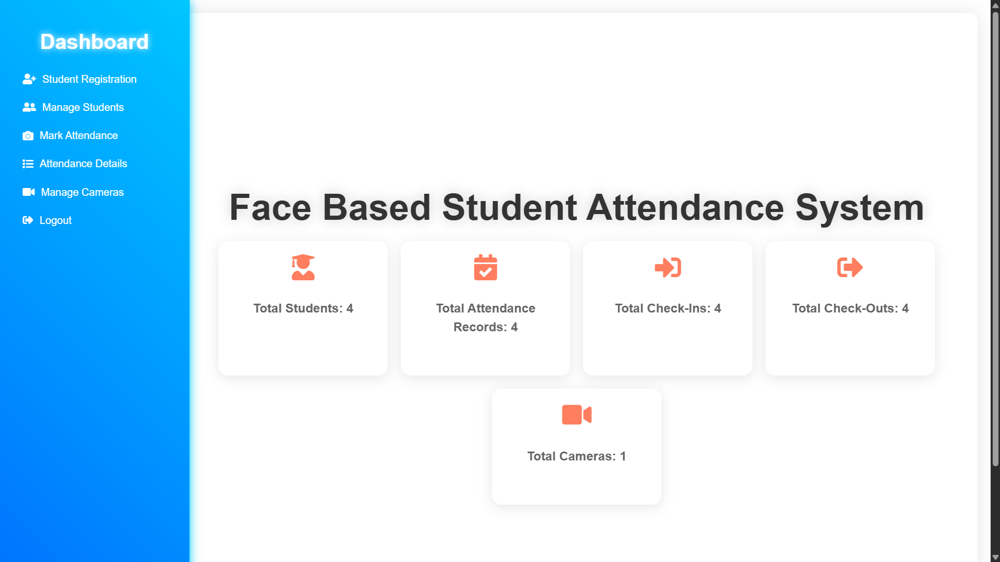 Dashboard
Student Registration
Manage Students
Mark Attendance
Attendance Details
Manage Cameras
Logout
Face Based Student Attendance System
Total Students: 4
Total Attendance
Records: 4
Total Check-Ins: 4
Total Check-Outs: 4
Total Cameras: 1